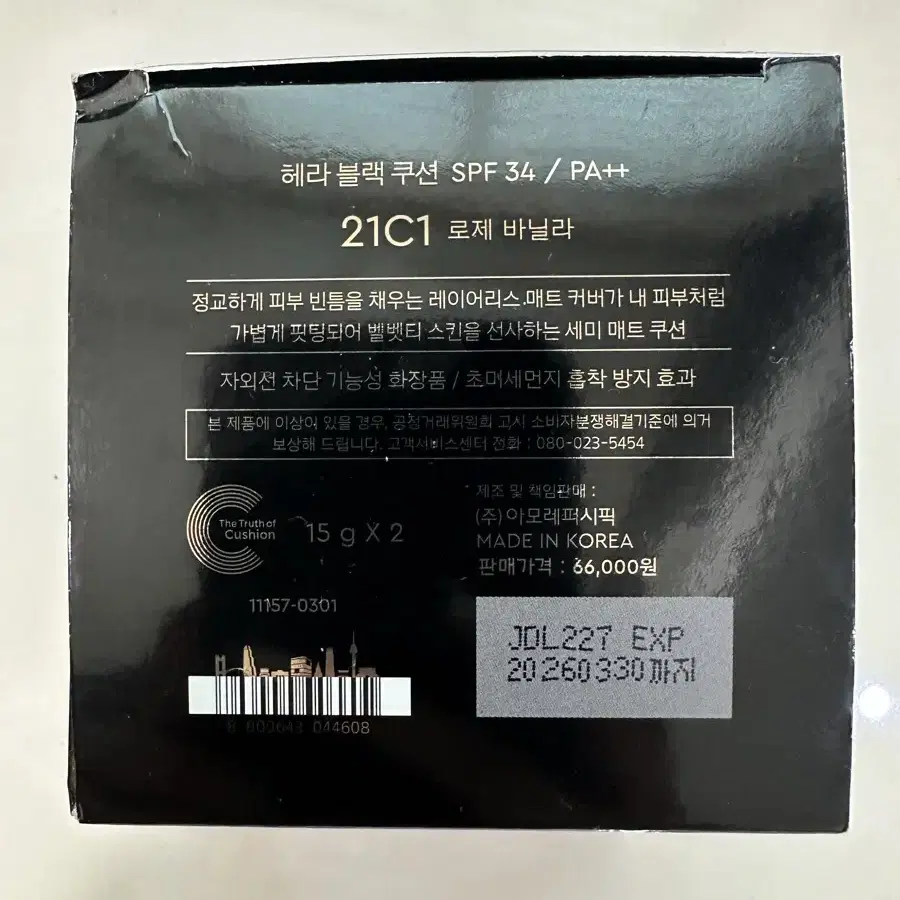 헤라 블랙 쿠션 SPF 34 / PA++
21C1 로제 바닐라
정교하게 피부 빈틈을 채우는 레이어리스.매트 커버가 내 피부처럼
가볍게 핏팅되어 벨벳티 스킨을 선사하는 세미 매트 쿠션
자외선 차단 기능성 화장품 / 초미세먼지 흡착 방지 효과
본 제품에 이상이 있을 경우, 공정거래위원회 고시 소비자분쟁해결기준에 의거
보상해 드립니다. 고객서비스센터 전화 : 080-023-5454
The Truth of
Cushion
15 g X 2
제조 및 책임판매 :
(주)아모레퍼시픽
MADE IN KOREA
판매가격 : 66,000원
11157-0301
JDL227 EXP
20260330까지
8 800643 044608